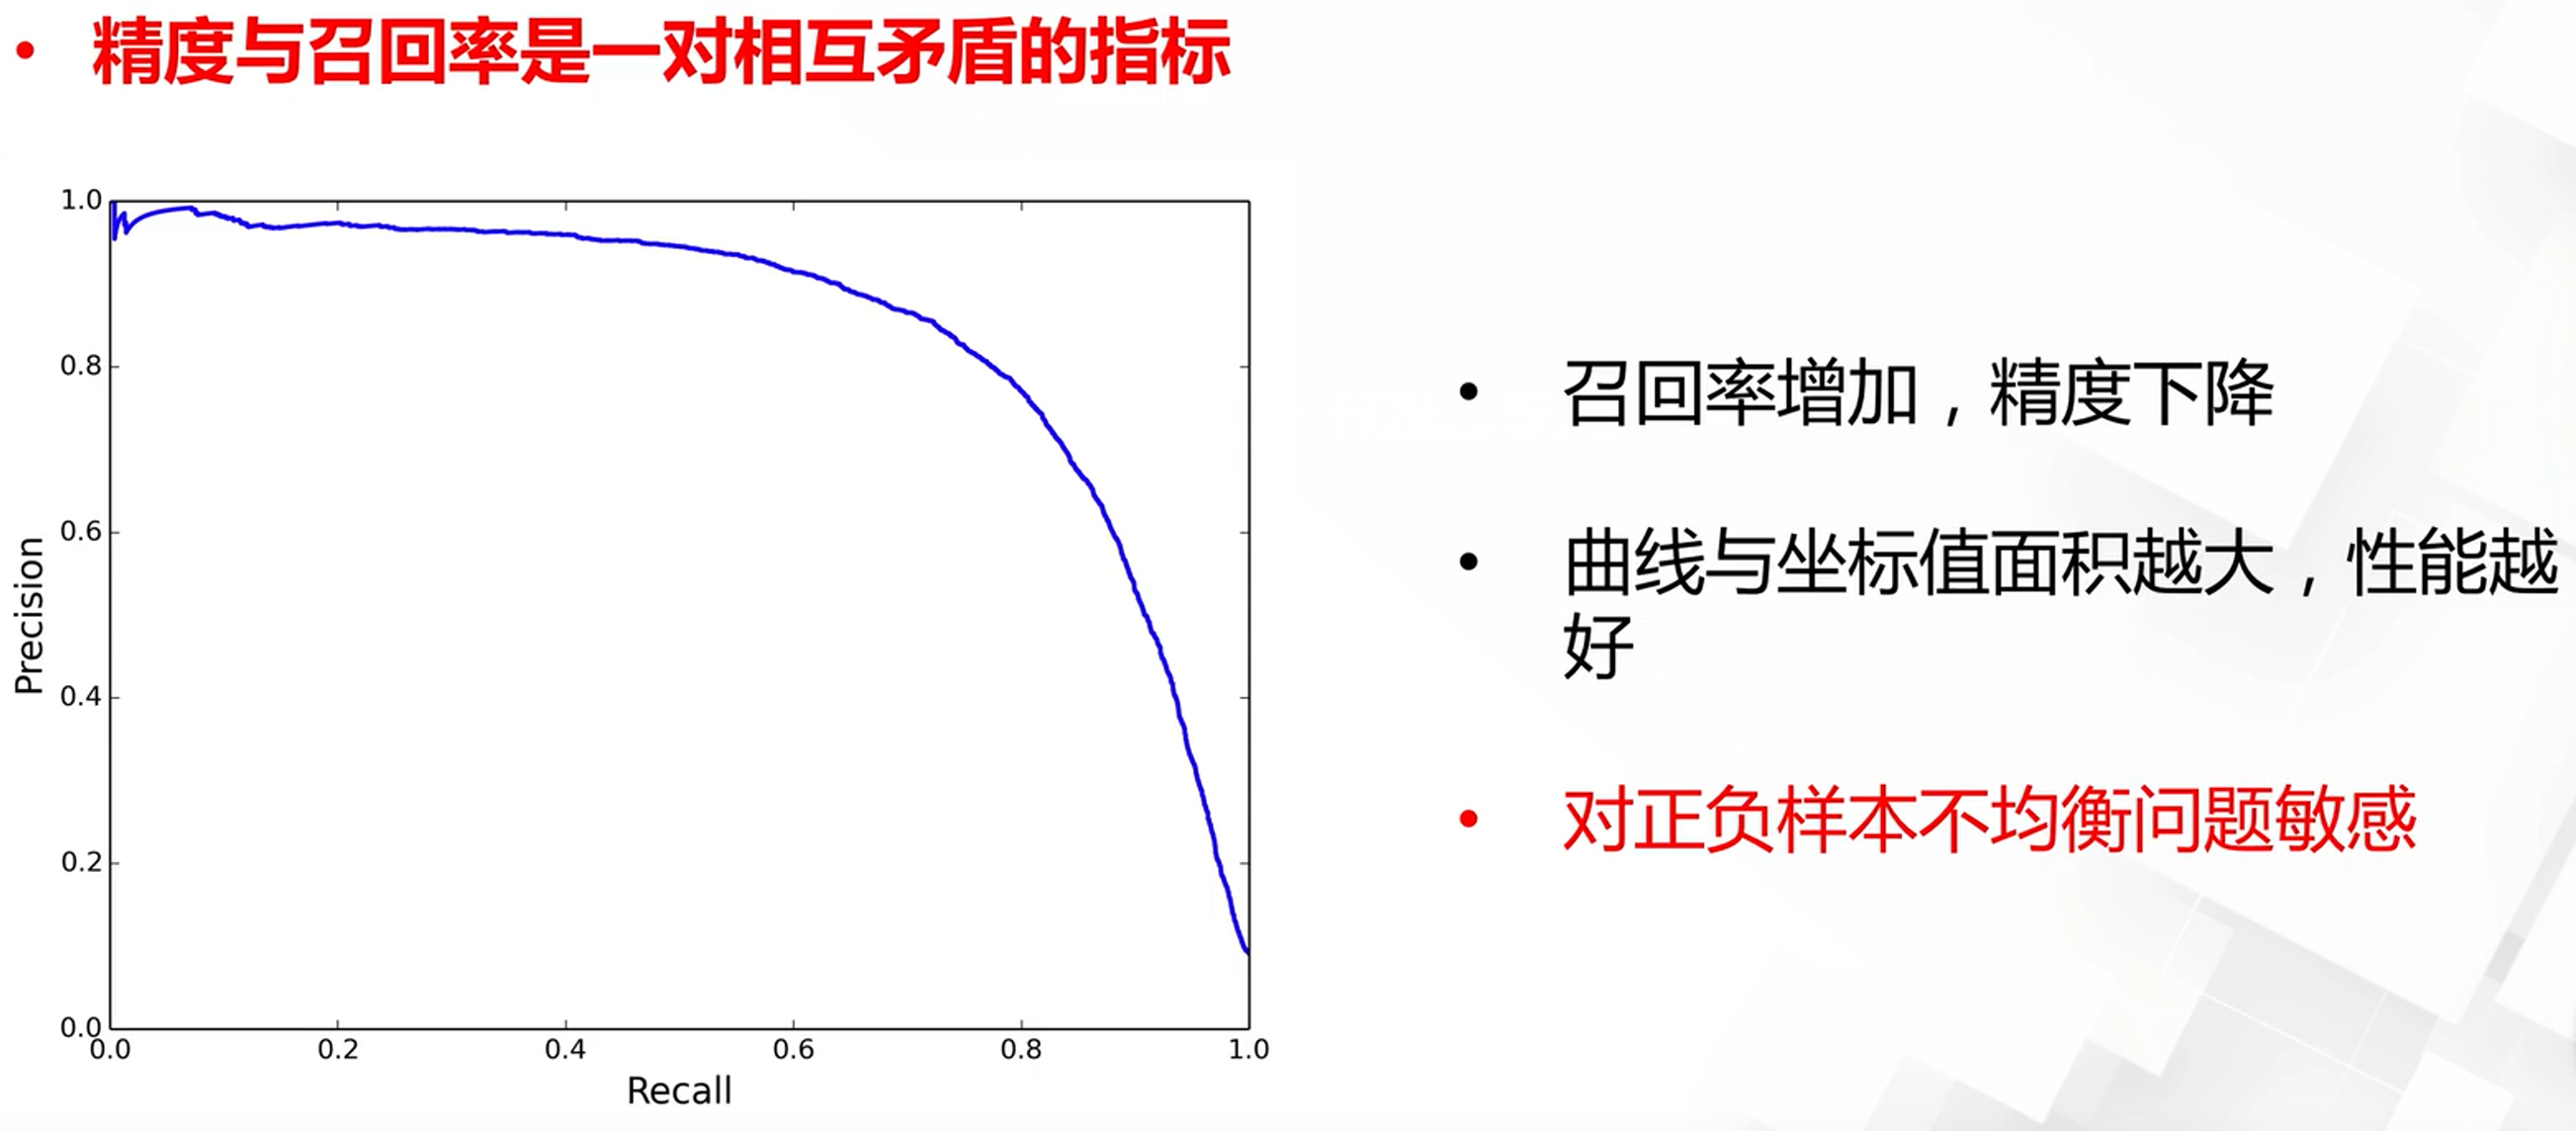 • 精度与召回率是一对相互矛盾的指标
1.0
0.8
0.6
0.4
0.2
0.0
Precision
0.0 0.2 0.4 0.6 0.8 1.0
Recall
• 召回率增加，精度下降
• 曲线与坐标值面积越大，性能越
好
• 对正负样本不均衡问题敏感